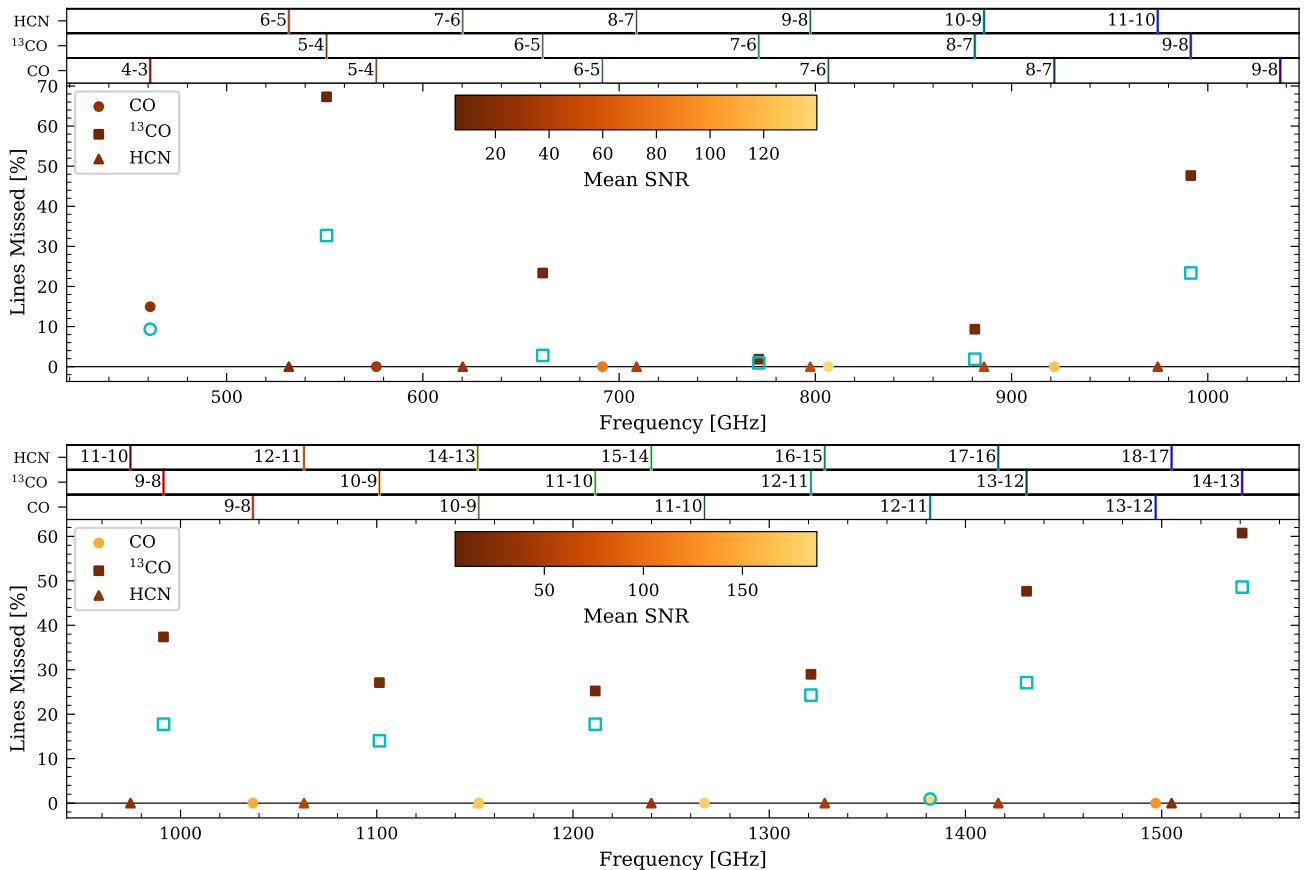 HCN 6-5 7-6 8-7 9-8 10-9 11-10
¹³CO 5-4 6-5 7-6 8-7 9-8
CO 4-3 5-4 6-5 7-6 8-7 9-8
70
60
50
40
30
20
10
0
Lines Missed [%]
CO
¹³CO
HCN
20 40 60 80 100 120
Mean SNR
500 600 700 800 900 1000
Frequency [GHz]
HCN 11-10 12-11 14-13 15-14 16-15 17-16 18-17
¹³CO 9-8 10-9 11-10 12-11 13-12 14-13
CO 9-8 10-9 11-10 12-11 13-12
60
50
40
30
20
10
0
Lines Missed [%]
CO
¹³CO
HCN
50 100 150
Mean SNR
1000 1100 1200 1300 1400 1500
Frequency [GHz]